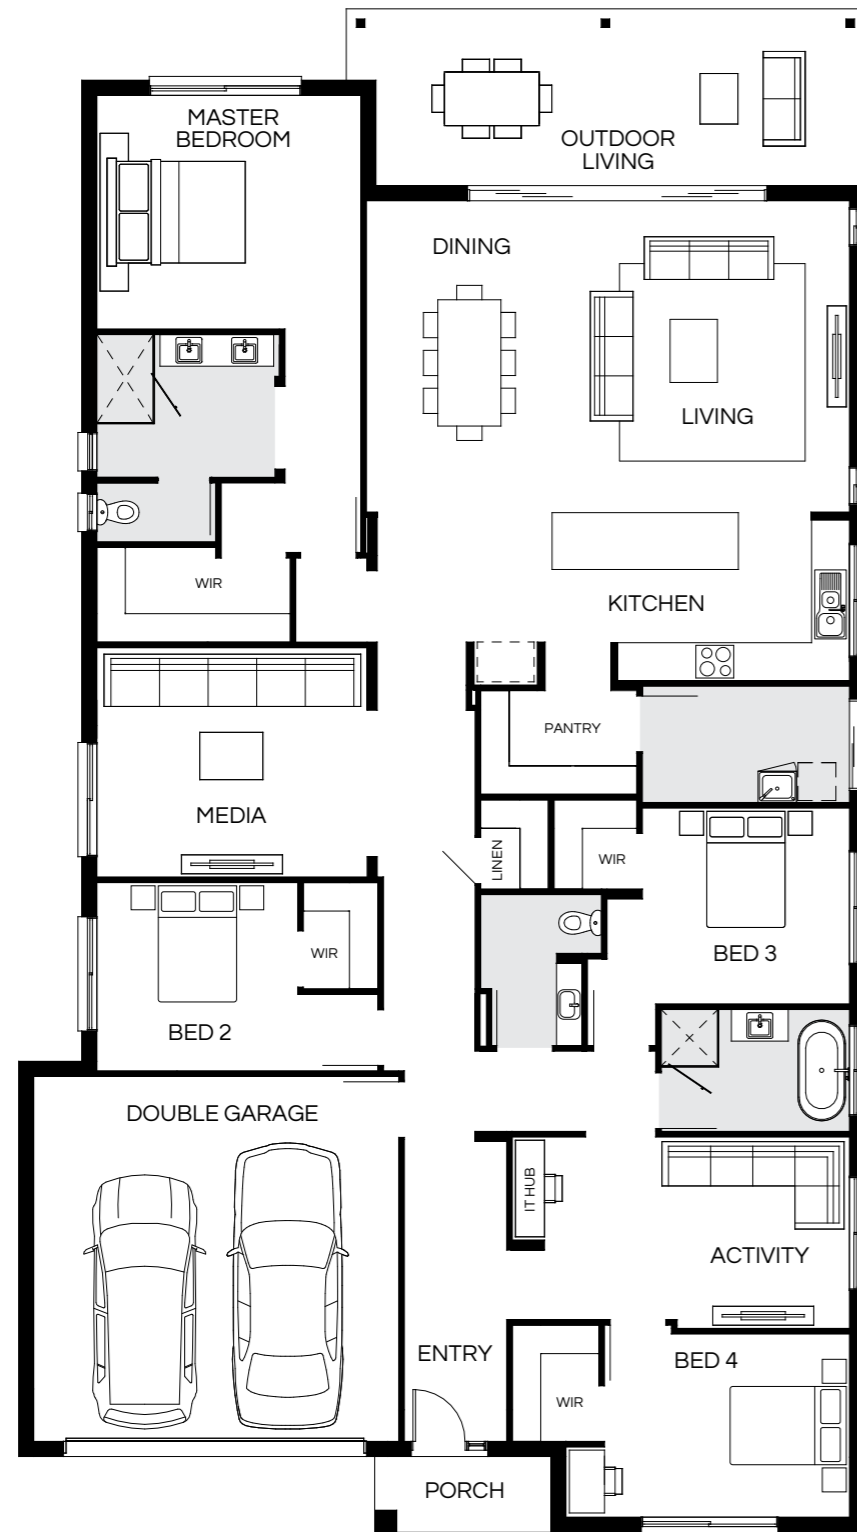 MASTER
BEDROOM
OUTDOOR
LIVING
DINING
LIVING
WIR
KITCHEN
PANTRY
MEDIA
LINEN
WIR
WIR
BED 3
BED 2
DOUBLE GARAGE
IT HUB
ACTIVITY
ENTRY
BED 4
WIR
PORCH